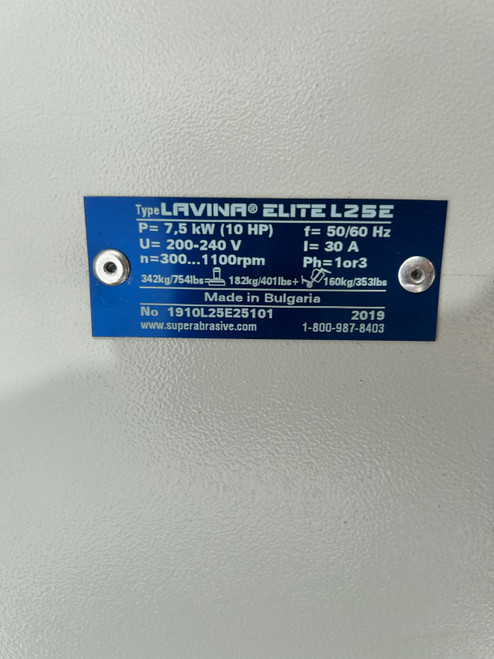 Type LAVINA® ELITE L25E
P= 7,5 kW (10 HP) f= 50/60 Hz
U= 200-240 V I= 30 A
n=300...1100rpm Ph=1or3
342kg/754lbs= 182kg/401lbs+ 160kg/353lbs
Made in Bulgaria
No 1910L25E25101 2019
www.superabrasive.com 1-800-987-8403